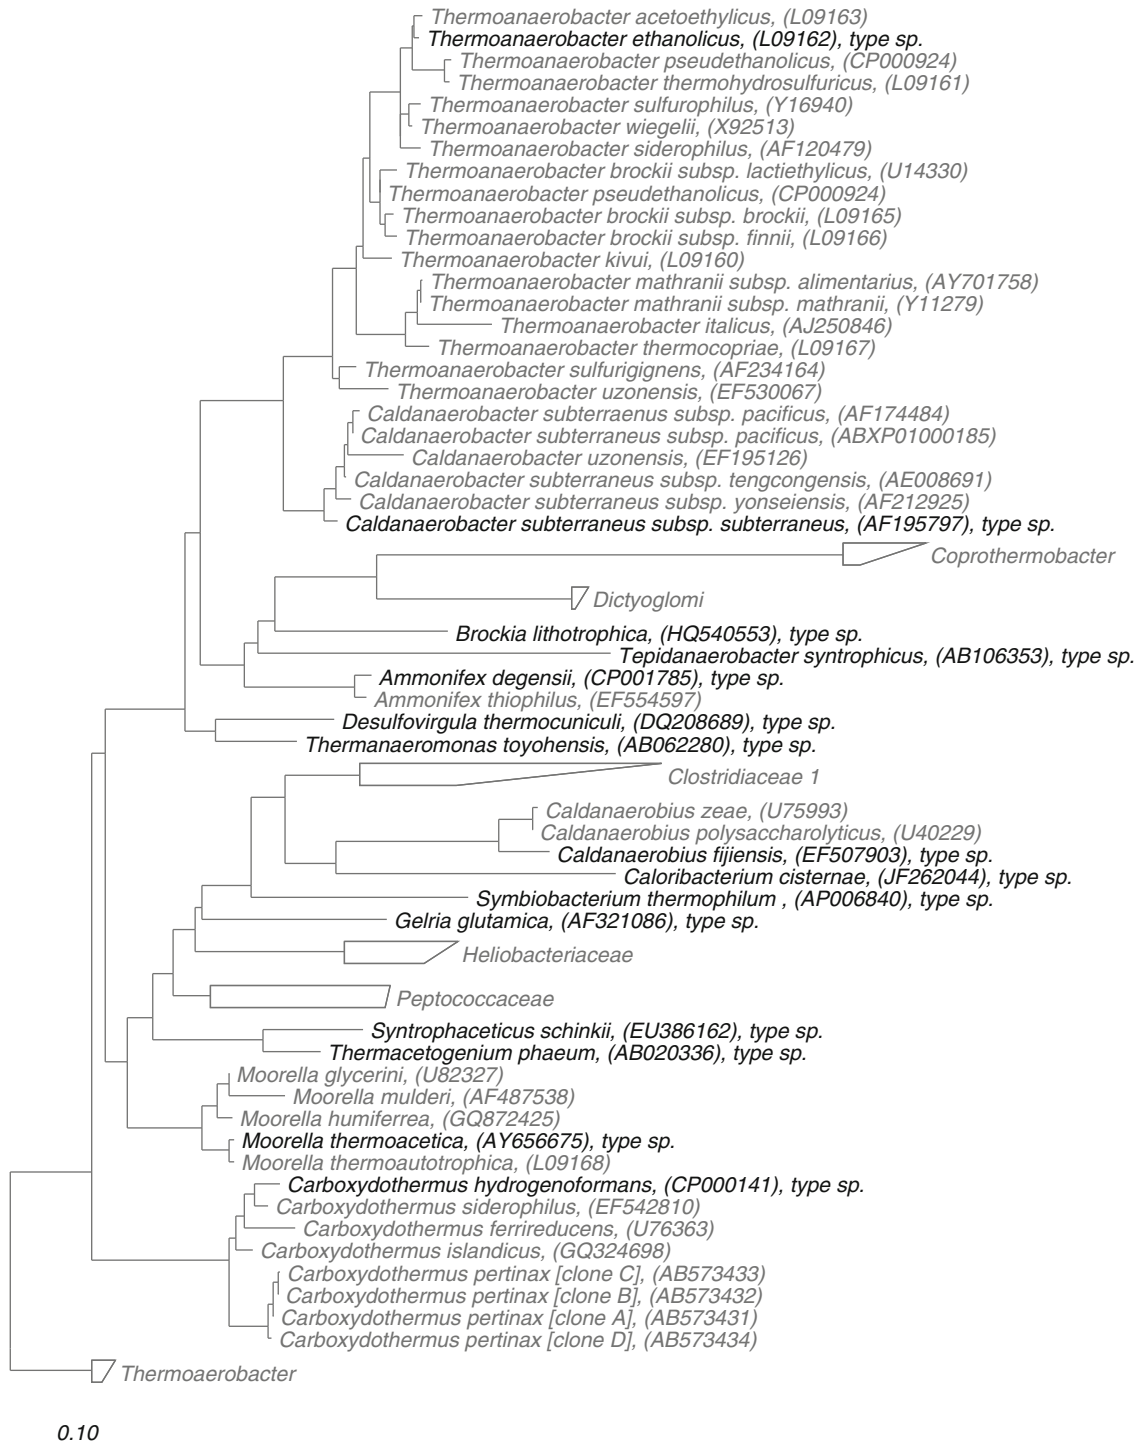 Thermoanaerobacter acetoethylicus, (L09163)
Thermoanaerobacter ethanolicus, (L09162), type sp.
Thermoanaerobacter pseudethanolicus, (CP000924)
Thermoanaerobacter thermohydrosulfuricus, (L09161)
Thermoanaerobacter sulfurophilus, (Y16940)
Thermoanaerobacter wiegelii, (X92513)
Thermoanaerobacter siderophilus, (AF120479)
Thermoanaerobacter brockii subsp. lactiethylicus, (U14330)
Thermoanaerobacter pseudethanolicus, (CP000924)
Thermoanaerobacter brockii subsp. brockii, (L09165)
Thermoanaerobacter brockii subsp. finnii, (L09166)
Thermoanaerobacter kivui, (L09160)
Thermoanaerobacter mathranii subsp. alimentarius, (AY701758)
Thermoanaerobacter mathranii subsp. mathranii, (Y11279)
Thermoanaerobacter italicus, (AJ250846)
Thermoanaerobacter thermocopriae, (L09167)
Thermoanaerobacter sulfurigignens, (AF234164)
Thermoanaerobacter uzonensis, (EF530067)
Caldanaerobacter subterraenus subsp. pacificus, (AF174484)
Caldanaerobacter subterraneus subsp. pacificus, (ABXP01000185)
Caldanaerobacter uzonensis, (EF195126)
Caldanaerobacter subterraneus subsp. tengcongensis, (AE008691)
Caldanaerobacter subterraneus subsp. yonseiensis, (AF212925)
Caldanaerobacter subterraneus subsp. subterraneus, (AF195797), type sp.
Coprothermobacter
Dictyoglomi
Brockia lithotrophica, (HQ540553), type sp.
Tepidanaerobacter syntrophicus, (AB106353), type sp.
Ammonifex degensii, (CP001785), type sp.
Ammonifex thiophilus, (EF554597)
Desulfovirgula thermocuniculi, (DQ208689), type sp.
Thermanaeromonas toyohensis, (AB062280), type sp.
Clostridiaceae 1
Caldanaerobius zeae, (U75993)
Caldanaerobius polysaccharolyticus, (U40229)
Caldanaerobius fijiensis, (EF507903), type sp.
Caloribacterium cisternae, (JF262044), type sp.
Symbiobacterium thermophilum , (AP006840), type sp.
Gelria glutamica, (AF321086), type sp.
Heliobacteriaceae
Peptococcaceae
Syntrophaceticus schinkii, (EU386162), type sp.
Thermacetogenium phaeum, (AB020336), type sp.
Moorella glycerini, (U82327)
Moorella mulderi, (AF487538)
Moorella humiferrea, (GQ872425)
Moorella thermoacetica, (AY656675), type sp.
Moorella thermoautotrophica, (L09168)
Carboxydothermus hydrogenoformans, (CP000141), type sp.
Carboxydothermus siderophilus, (EF542810)
Carboxydothermus ferrireducens, (U76363)
Carboxydothermus islandicus, (GQ324698)
Carboxydothermus pertinax [clone C], (AB573433)
Carboxydothermus pertinax [clone B], (AB573432)
Carboxydothermus pertinax [clone A], (AB573431)
Carboxydothermus pertinax [clone D], (AB573434)
Thermoaerobacter
0.10